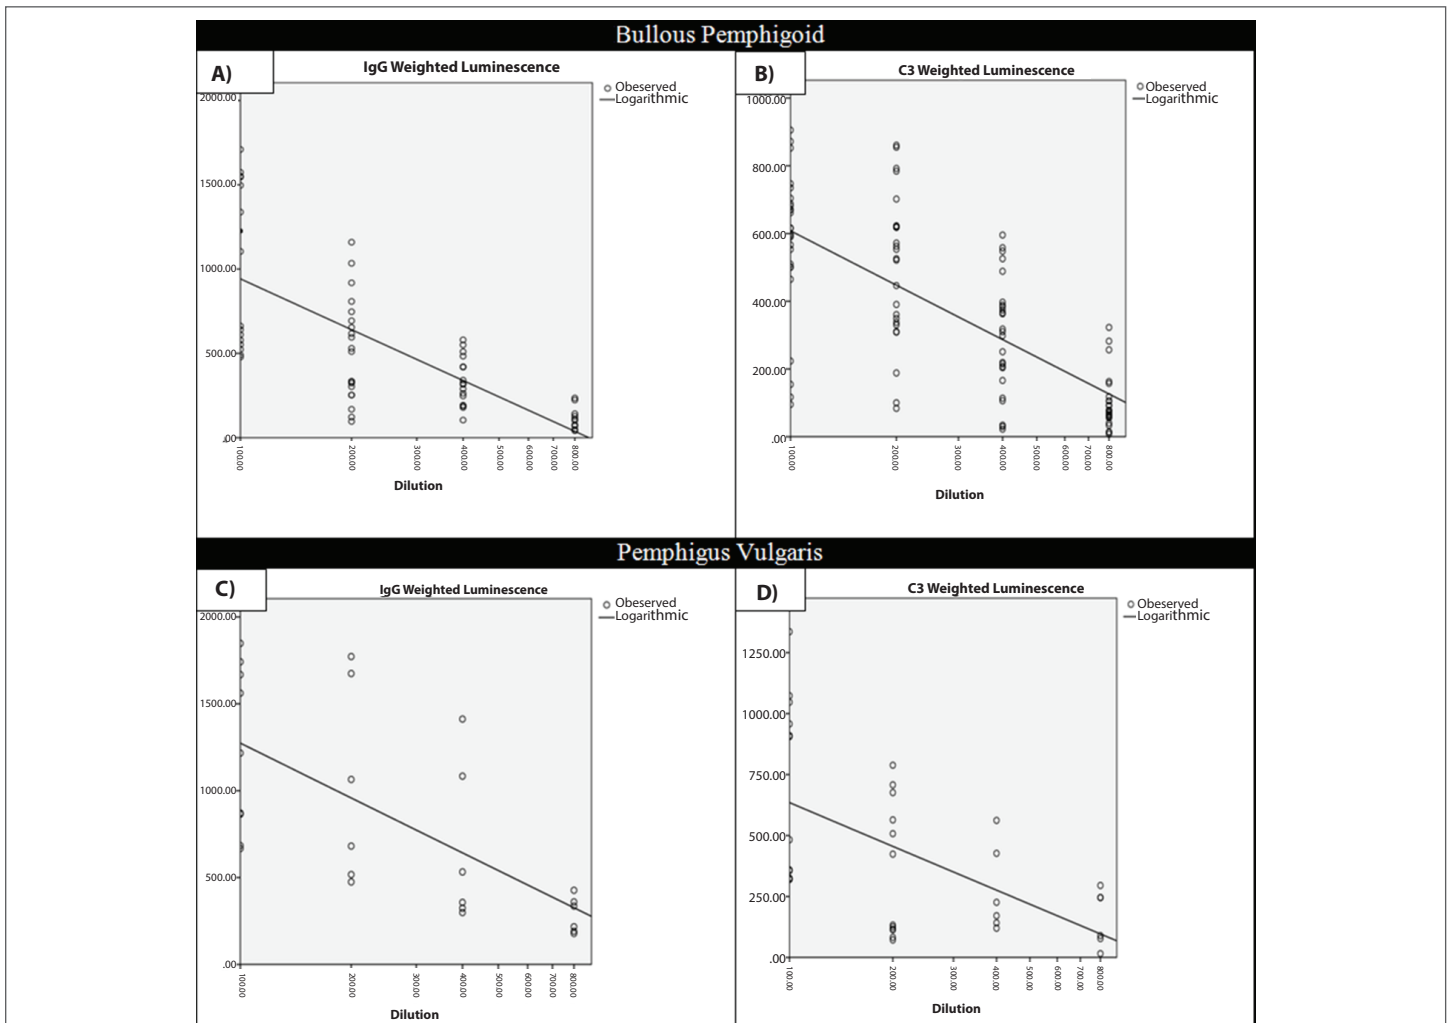 Bullous Pemphigoid
A)
IgG Weighted Luminescence
Obeserved
Logarithmic
2000.00
1500.00
1000.00
500.00
.00
100.00
200.00
300.00
400.00
500.00
600.00
700.00
800.00
Dilution
B)
C3 Weighted Luminescence
Obeserved
Logarithmic
1000.00
800.00
600.00
400.00
200.00
.00
100.00
200.00
300.00
400.00
500.00
600.00
700.00
800.00
Dilution
Pemphigus Vulgaris
C)
IgG Weighted Luminescence
Obeserved
Logarithmic
2000.00
1500.00
1000.00
500.00
.00
100.00
200.00
300.00
400.00
500.00
600.00
700.00
800.00
Dilution
D)
C3 Weighted Luminescence
Obeserved
Logarithmic
1250.00
1000.00
750.00
500.00
250.00
.00
100.00
200.00
300.00
400.00
500.00
600.00
700.00
800.00
Dilution